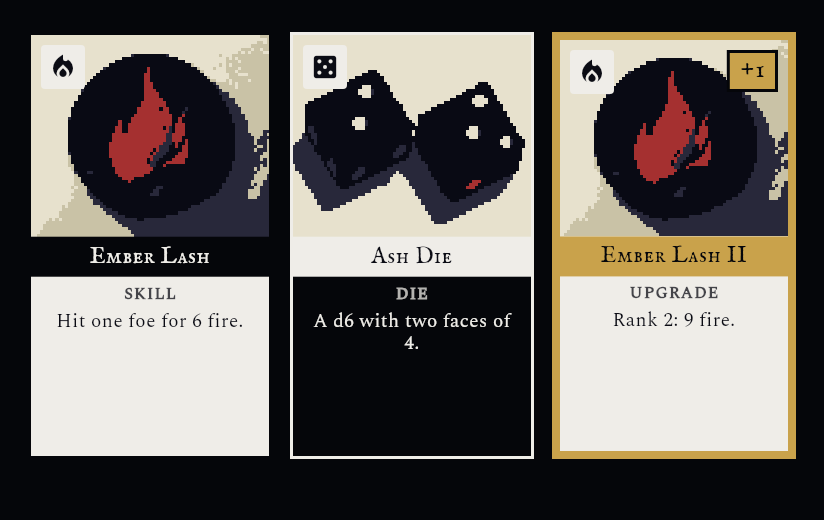 Ember Lash
SKILL
Hit one foe for 6 fire.
Ash Die
DIE
A d6 with two faces of
4.
+1
Ember Lash II
UPGRADE
Rank 2: 9 fire.